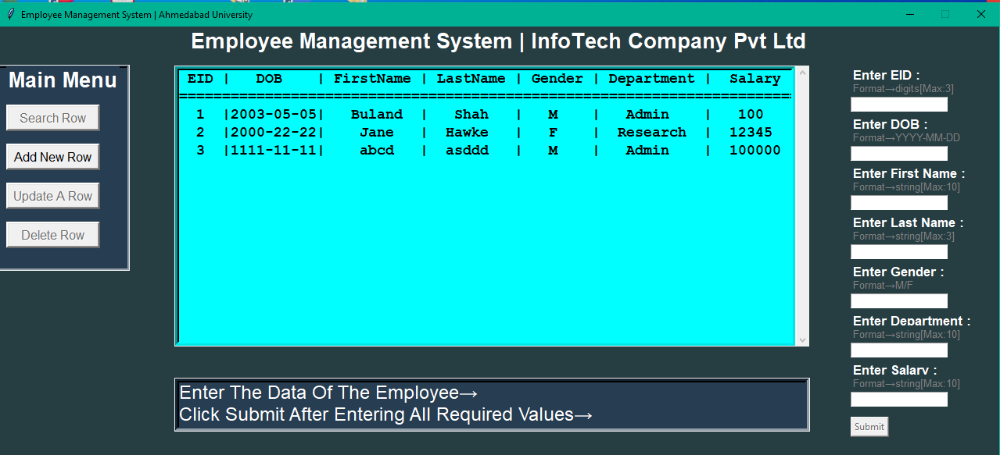 Employee Management System | Ahmedabad University
Employee Management System | InfoTech Company Pvt Ltd
Main Menu
Search Row
Add New Row
Update A Row
Delete Row
EID | DOB | FirstName | LastName | Gender | Department | Salary
=======================================================================
1 |2003-05-05| Buland | Shah | M | Admin | 100
2 |2000-22-22| Jane | Hawke | F | Research | 12345
3 |1111-11-11| abcd | asddd | M | Admin | 100000
Enter The Data Of The Employee→
Click Submit After Entering All Required Values→
Enter EID :
Format→digits[Max:3]
Enter DOB :
Format→YYYY-MM-DD
Enter First Name :
Format→string[Max:10]
Enter Last Name :
Format→string[Max:3]
Enter Gender :
Format→M/F
Enter Department :
Format→string[Max:10]
Enter Salary :
Format→string[Max:10]
Submit